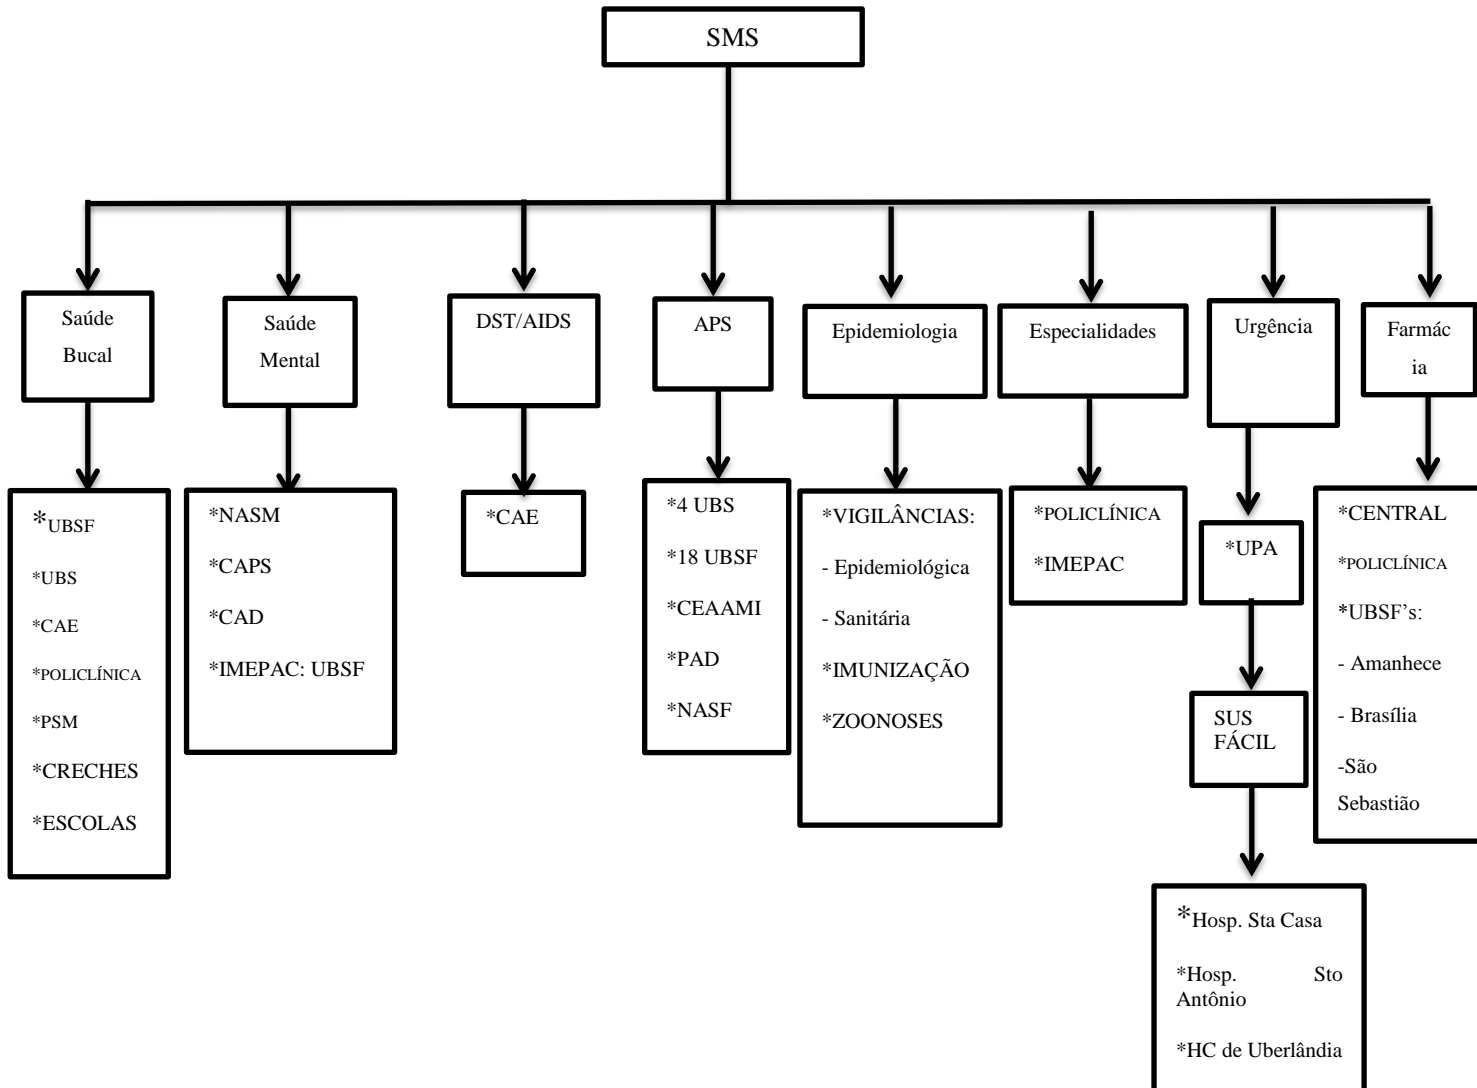 SMS
Saúde
Bucal
Saúde
Mental
DST/AIDS
APS
Epidemiologia
Especialidades
Urgência
Farmác
ia
*UBSF
*UBS
*CAE
*POLICLÍNICA
*PSM
*CRECHES
*ESCOLAS
*NASM
*CAPS
*CAD
*IMEPAC: UBSF
*CAE
*4 UBS
*18 UBSF
*CEAAMI
*PAD
*NASF
*VIGILÂNCIAS:
- Epidemiológica
- Sanitária
*IMUNIZAÇÃO
*ZOONOSES
*POLICLÍNICA
*IMEPAC
*UPA
SUS
FÁCIL
*Hosp. Sta Casa
*Hosp. Sto
Antônio
*HC de Uberlândia
*CENTRAL
*POLICLÍNICA
*UBSF’s:
- Amanhece
- Brasília
-São
Sebastião